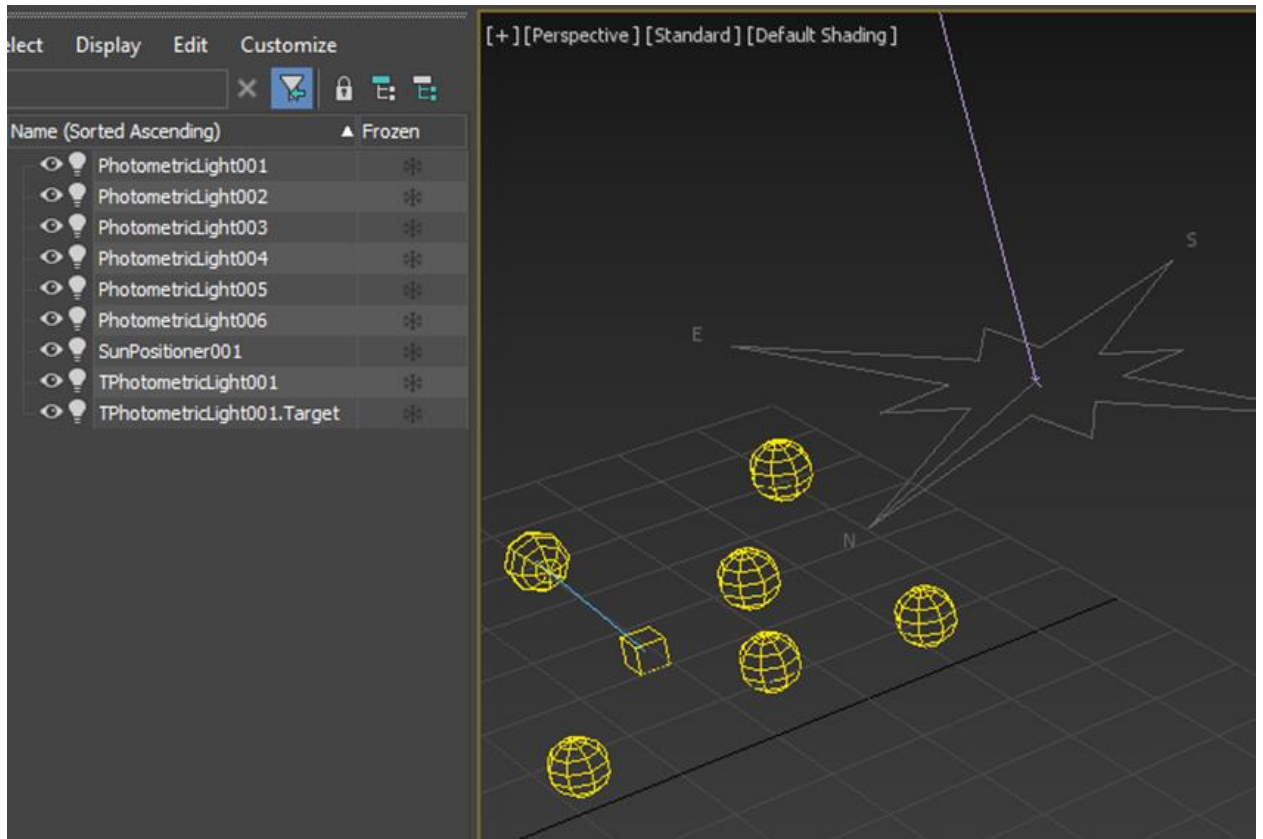 elect Display Edit Customize
Name (Sorted Ascending) Frozen
PhotometricLight001
PhotometricLight002
PhotometricLight003
PhotometricLight004
PhotometricLight005
PhotometricLight006
SunPositioner001
TPhotometricLight001
TPhotometricLight001.Target
[+] [Perspective] [Standard] [Default Shading]
S
E
N